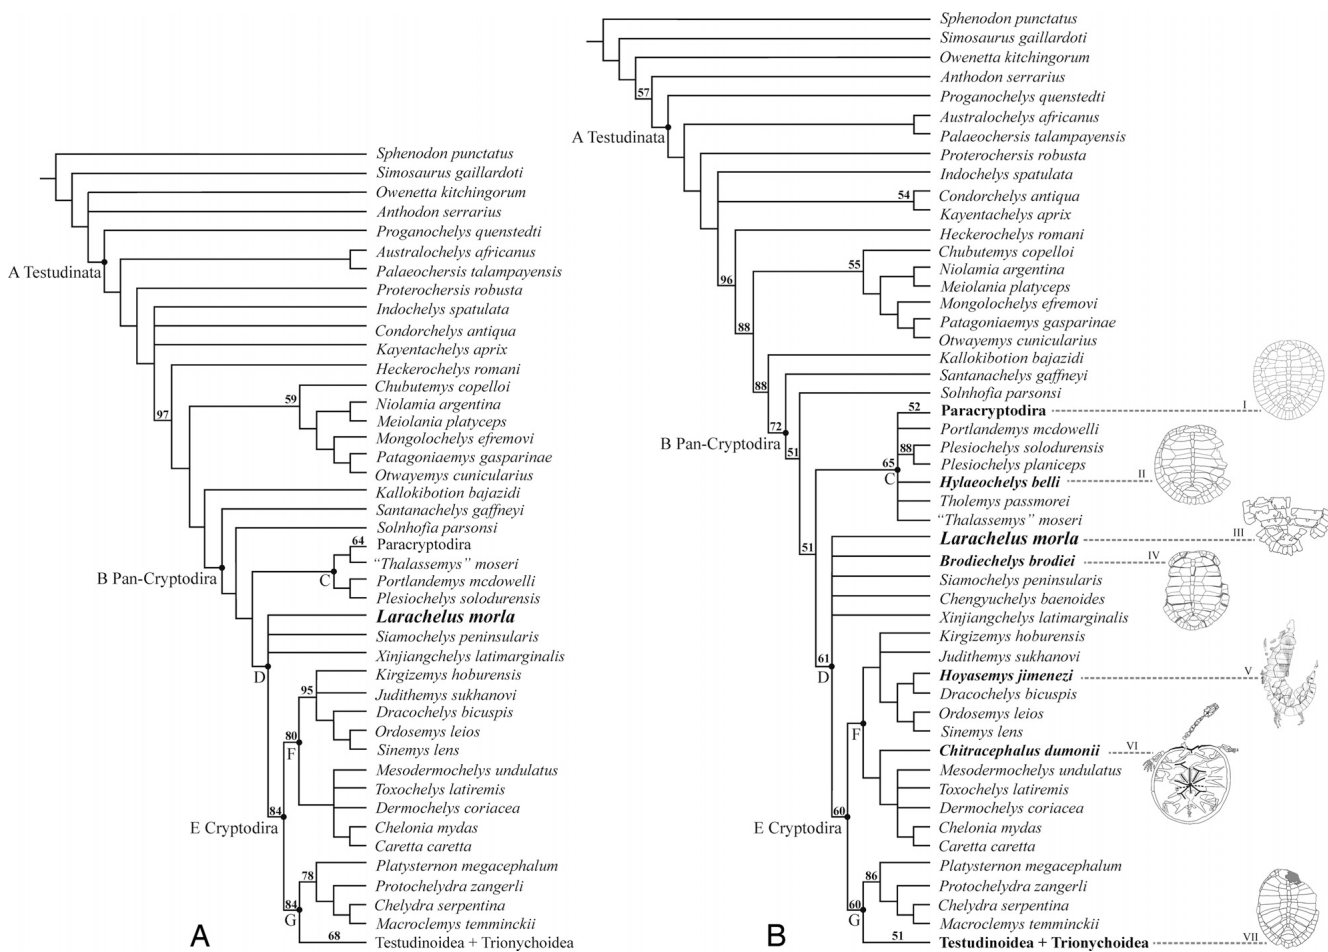 Sphenodon punctatus
Simosaurus gaillardoti
Owenetta kitchingorum
Anthodon serrarius
Proganochelys quenstedti
A Testudinata
Australochelys africanus
Palaeochersis talampayensis
Proterochersis robusta
Indochelys spatulata
Condorchelys antiqua
Kayentachelys aprix
Heckerochelys romani
97
Chubutemys copelloi
59
Niolamia argentina
Meiolania platyceps
Mongolochelys efremovi
Patagoniaemys gasparinae
Otwayemys cunicularius
Kallokibotion bajazidi
Santanachelys gaffneyi
Solnhofia parsonsi
B Pan-Cryptodira
64
Paracryptodira
"Thalassemys" moseri
C
Portlandemys mcdowelli
Plesiochelys solodurensis
Larachelus morla
Siamochelys peninsularis
Xinjiangchelys latimarginalis
D
Kirgizemys hoburensis
95
Judithemys sukhanovi
Dracochelys bicuspis
Ordosemys leios
Sinemys lens
80
F
Mesodermochelys undulatus
Toxochelys latiremis
Dermochelys coriacea
Chelonia mydas
Caretta caretta
84
E Cryptodira
Platysternon megacephalum
78
Protochelydra zangerli
Chelydra serpentina
Macroclemys temminckii
84
G
68
Testudinoidea + Trionychoidea
A
Sphenodon punctatus
Simosaurus gaillardoti
Owenetta kitchingorum
Anthodon serrarius
57
Proganochelys quenstedti
A Testudinata
Australochelys africanus
Palaeochersis talampayensis
Proterochersis robusta
Indochelys spatulata
54
Condorchelys antiqua
Kayentachelys aprix
Heckerochelys romani
96
Chubutemys copelloi
55
Niolamia argentina
Meiolania platyceps
Mongolochelys efremovi
Patagoniaemys gasparinae
Otwayemys cunicularius
88
Kallokibotion bajazidi
88
Santanachelys gaffneyi
Solnhofia parsonsi
72
B Pan-Cryptodira
51
52
Paracryptodira
I
Portlandemys mcdowelli
88
Plesiochelys solodurensis
Plesiochelys planiceps
65
C
Hylaeochelys belli
II
Tholemys passmorei
"Thalassemys" moseri
51
Larachelus morla
III
Brodiechelys brodiei
IV
Siamochelys peninsularis
Chengyuchelys baenoides
Xinjiangchelys latimarginalis
61
D
Kirgizemys hoburensis
Judithemys sukhanovi
Hoyasemys jimenezi
V
Dracochelys bicuspis
Ordosemys leios
Sinemys lens
F
Chitracephalus dumonii
VI
Mesodermochelys undulatus
Toxochelys latiremis
Dermochelys coriacea
Chelonia mydas
Caretta caretta
60
E Cryptodira
Platysternon megacephalum
86
Protochelydra zangerli
Chelydra serpentina
Macroclemys temminckii
60
G
51
Testudinoidea + Trionychoidea
VII
B